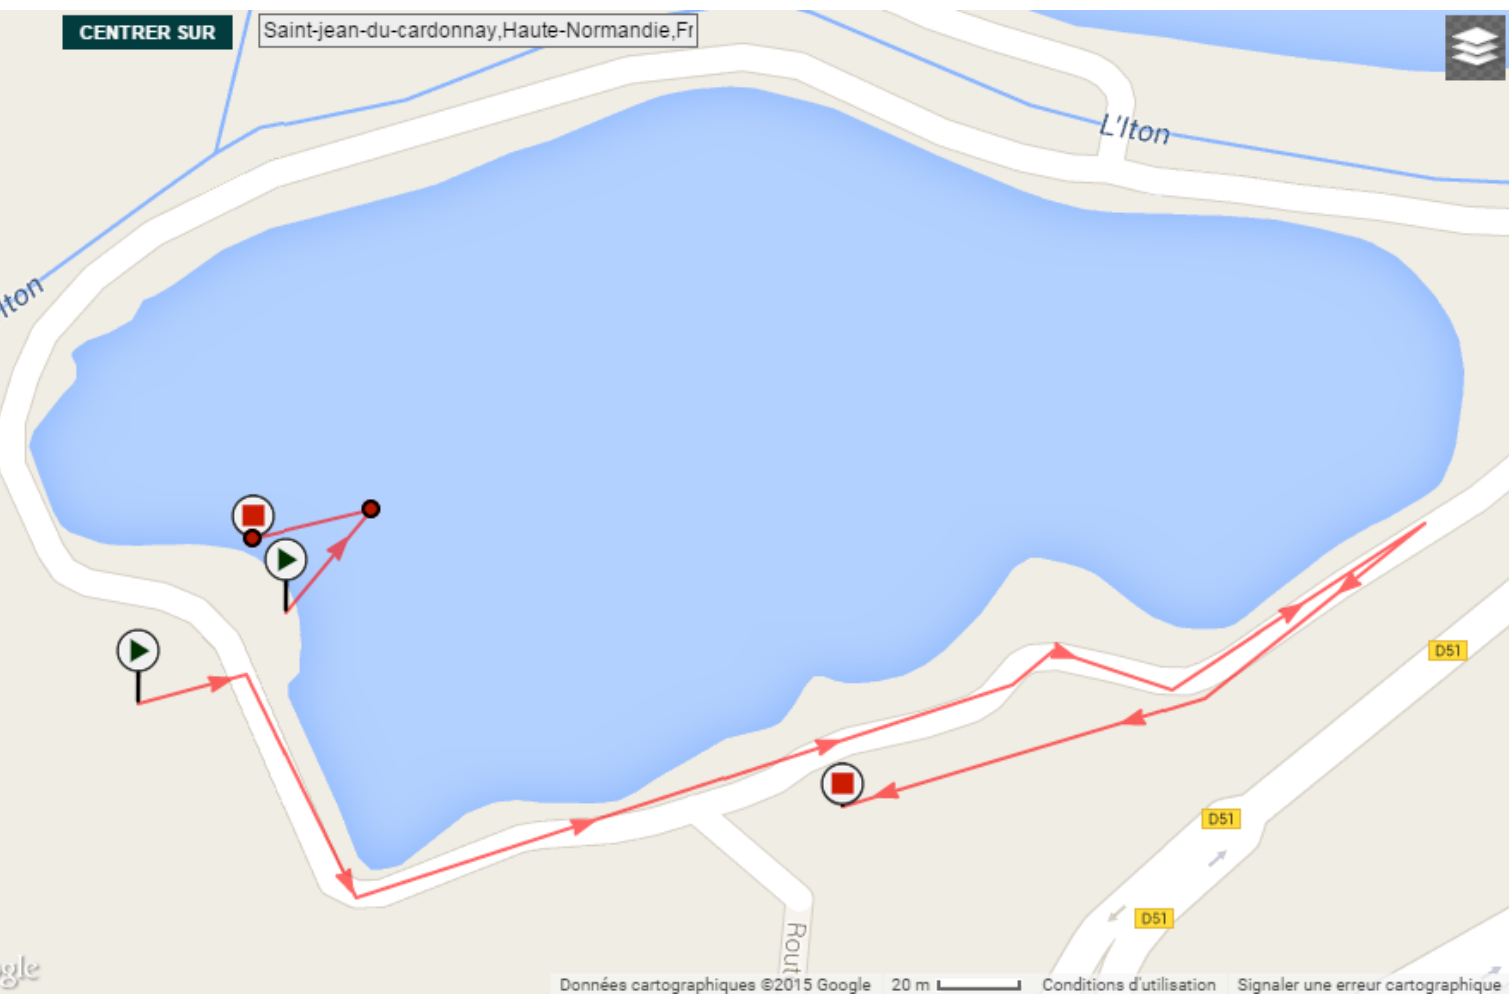 CENTRER SUR
Saint-jean-du-cardonnay,Haute-Normandie,Fr
L'Iton
Iton
D51
D51
D51
Rout
gle
Données cartographiques ©2015 Google
20 m
Conditions d'utilisation
Signaler une erreur cartographique